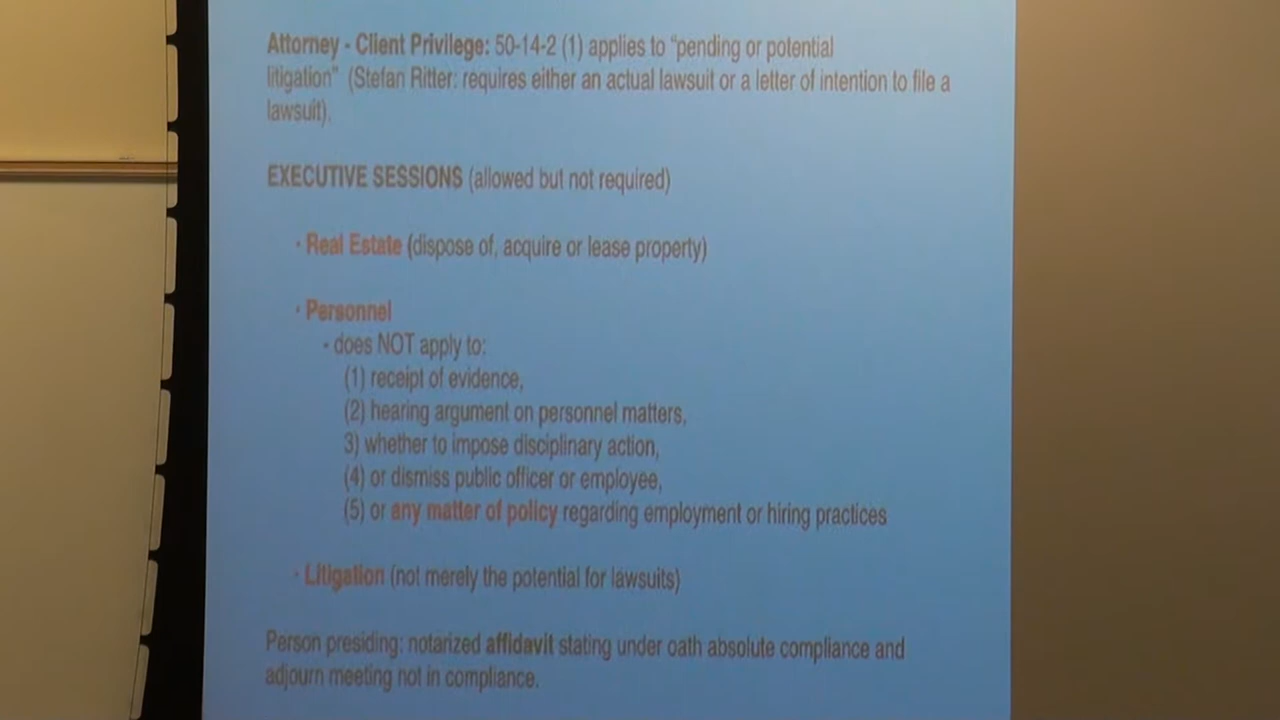 Attorney - Client Privilege: 50-14-2 (1) applies to "pending or potential
litigation" (Stefan Ritter: requires either an actual lawsuit or a letter of intention to file a
lawsuit).
EXECUTIVE SESSIONS (allowed but not required)
· Real Estate (dispose of, acquire or lease property)
· Personnel
- does NOT apply to:
(1) receipt of evidence,
(2) hearing argument on personnel matters,
3) whether to impose disciplinary action,
(4) or dismiss public officer or employee,
(5) or any matter of policy regarding employment or hiring practices
· Litigation (not merely the potential for lawsuits)
Person presiding: notarized affidavit stating under oath absolute compliance and
adjourn meeting not in compliance.